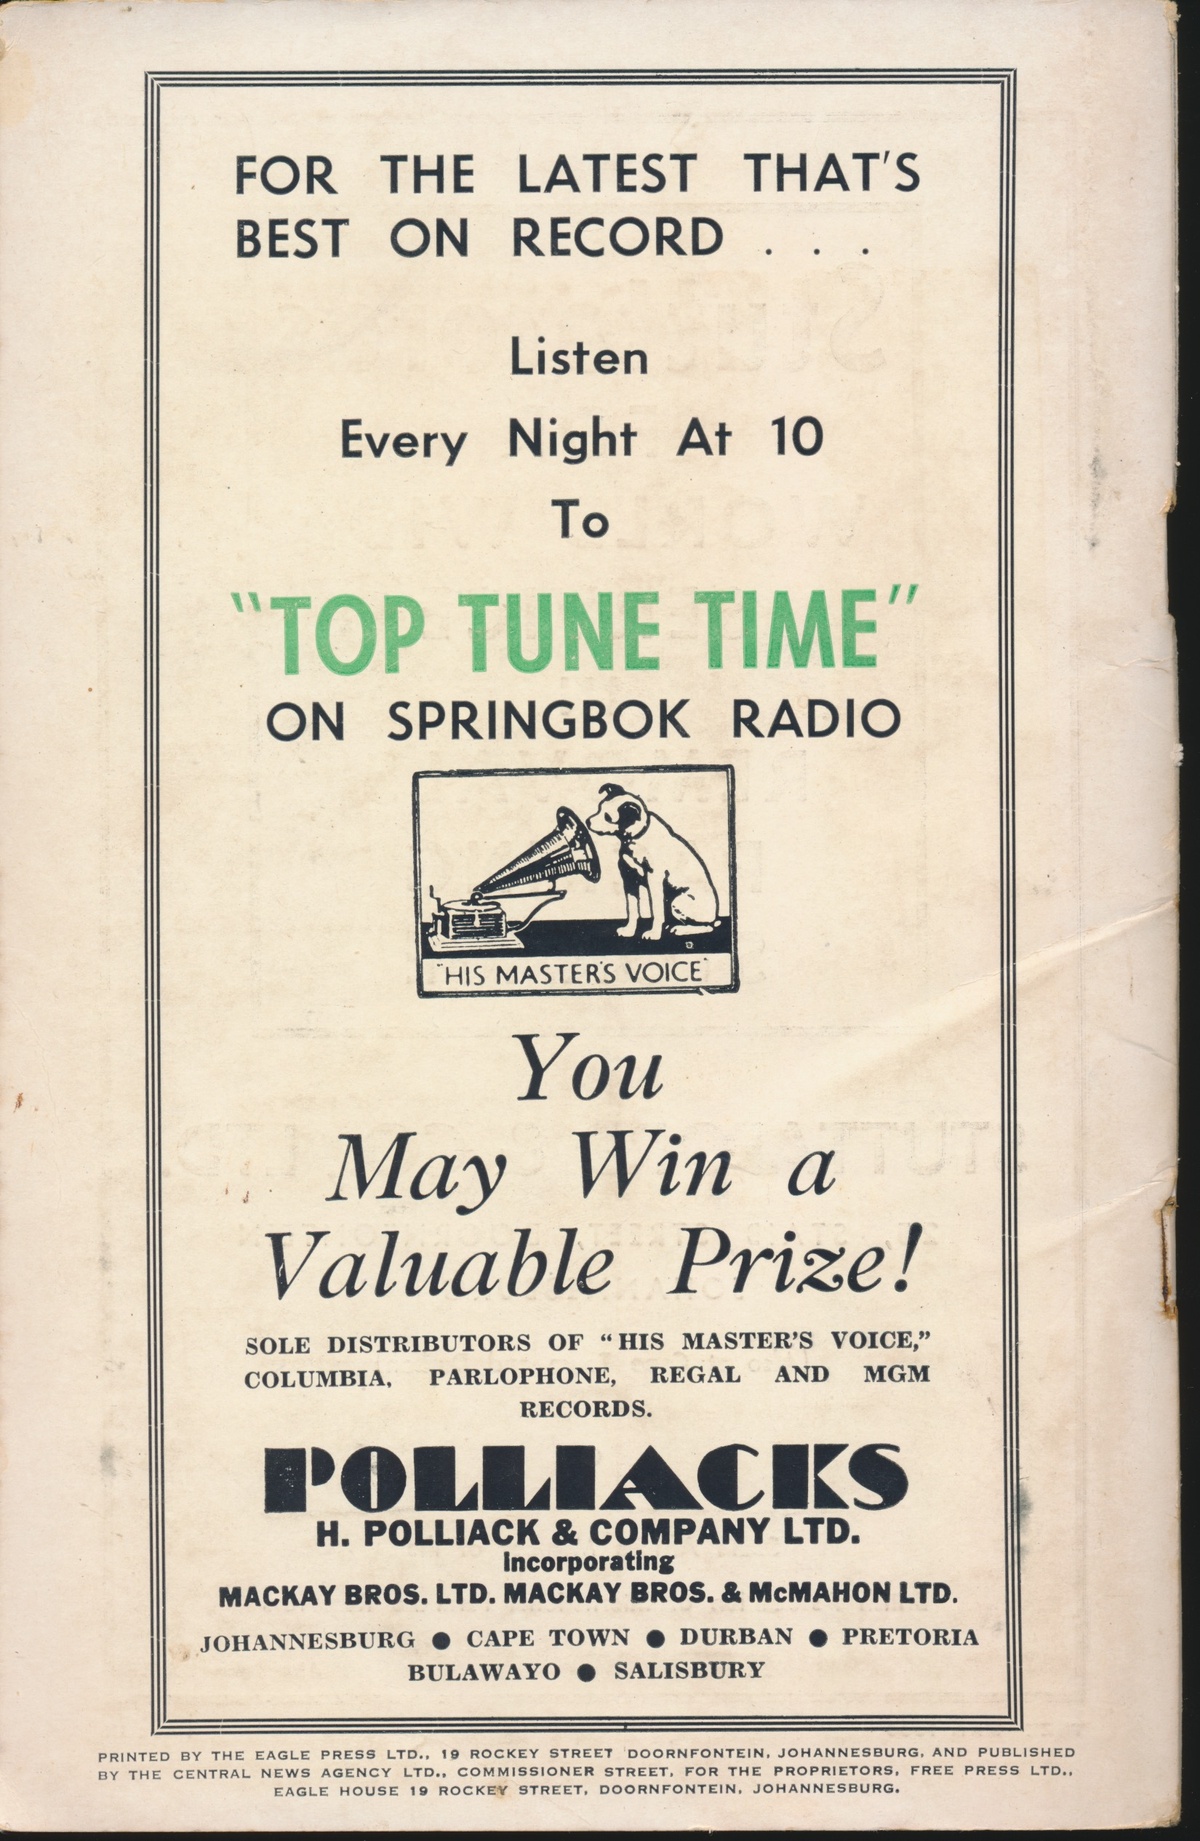 FOR THE LATEST THAT'S
BEST ON RECORD . . .
Listen
Every Night At 10
To
"TOP TUNE TIME"
ON SPRINGBOK RADIO
"HIS MASTER'S VOICE"
You
May Win a
Valuable Prize!
SOLE DISTRIBUTORS OF "HIS MASTER'S VOICE,"
COLUMBIA, PARLOPHONE, REGAL AND MGM
RECORDS.
POLLIACKS
H. POLLIACK & COMPANY LTD.
Incorporating
MACKAY BROS. LTD. MACKAY BROS. & McMAHON LTD.
JOHANNESBURG ● CAPE TOWN ● DURBAN ● PRETORIA
BULAWAYO ● SALISBURY
PRINTED BY THE EAGLE PRESS LTD., 19 ROCKEY STREET DOORNFONTEIN, JOHANNESBURG, AND PUBLISHED
BY THE CENTRAL NEWS AGENCY LTD., COMMISSIONER STREET, FOR THE PROPRIETORS, FREE PRESS LTD.,
EAGLE HOUSE 19 ROCKEY STREET, DOORNFONTEIN, JOHANNESBURG.